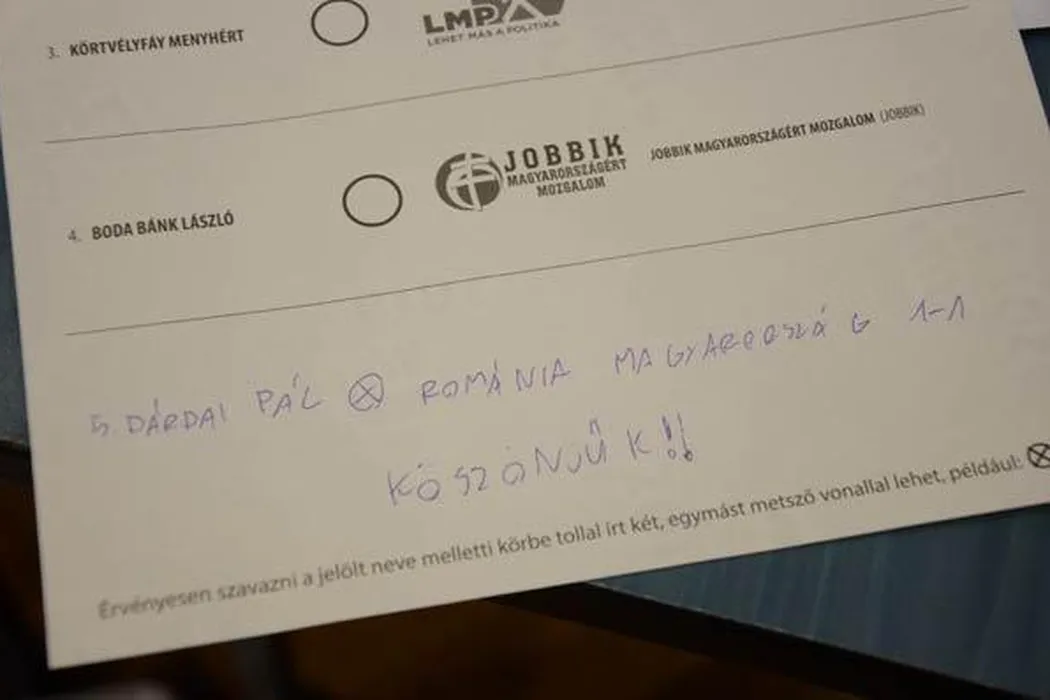 3. KÖRTVÉLYFÁY MENYHÉRT
LMP
LEHET MÁS A POLITIKA
4. BODA BÁNK LÁSZLÓ
JOBBIK
MAGYARORSZÁGÉRT
MOZGALOM
JOBBIK MAGYARORSZÁGÉRT MOZGALOM (JOBBIK)
5. DÁRDAI PÁL ⊗ ROMÁNIA MAGYARORSZÁG 1-1
KÖSZÖNJÜK!!
Érvényesen szavazni a jelölt neve melletti körbe tollal írt két, egymást metsző vonallal lehet, például: ⊗